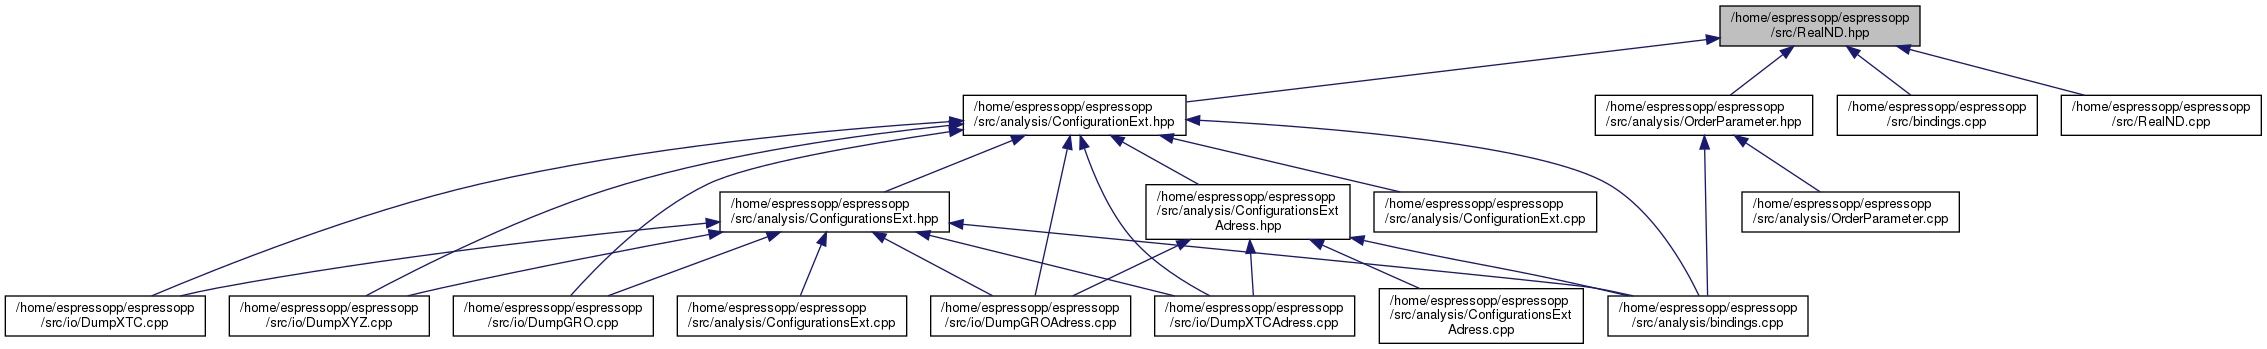 /home/espressopp/espressopp
/src/RealND.hpp
/home/espressopp/espressopp
/src/analysis/ConfigurationExt.hpp
/home/espressopp/espressopp
/src/analysis/OrderParameter.hpp
/home/espressopp/espressopp
/src/bindings.cpp
/home/espressopp/espressopp
/src/RealND.cpp
/home/espressopp/espressopp
/src/analysis/ConfigurationsExt.hpp
/home/espressopp/espressopp
/src/analysis/ConfigurationsExt
Adress.hpp
/home/espressopp/espressopp
/src/analysis/ConfigurationExt.cpp
/home/espressopp/espressopp
/src/analysis/OrderParameter.cpp
/home/espressopp/espressopp
/src/io/DumpXTC.cpp
/home/espressopp/espressopp
/src/io/DumpXYZ.cpp
/home/espressopp/espressopp
/src/io/DumpGRO.cpp
/home/espressopp/espressopp
/src/analysis/ConfigurationsExt.cpp
/home/espressopp/espressopp
/src/io/DumpGROAdress.cpp
/home/espressopp/espressopp
/src/io/DumpXTCAdress.cpp
/home/espressopp/espressopp
/src/analysis/ConfigurationsExt
Adress.cpp
/home/espressopp/espressopp
/src/analysis/bindings.cpp